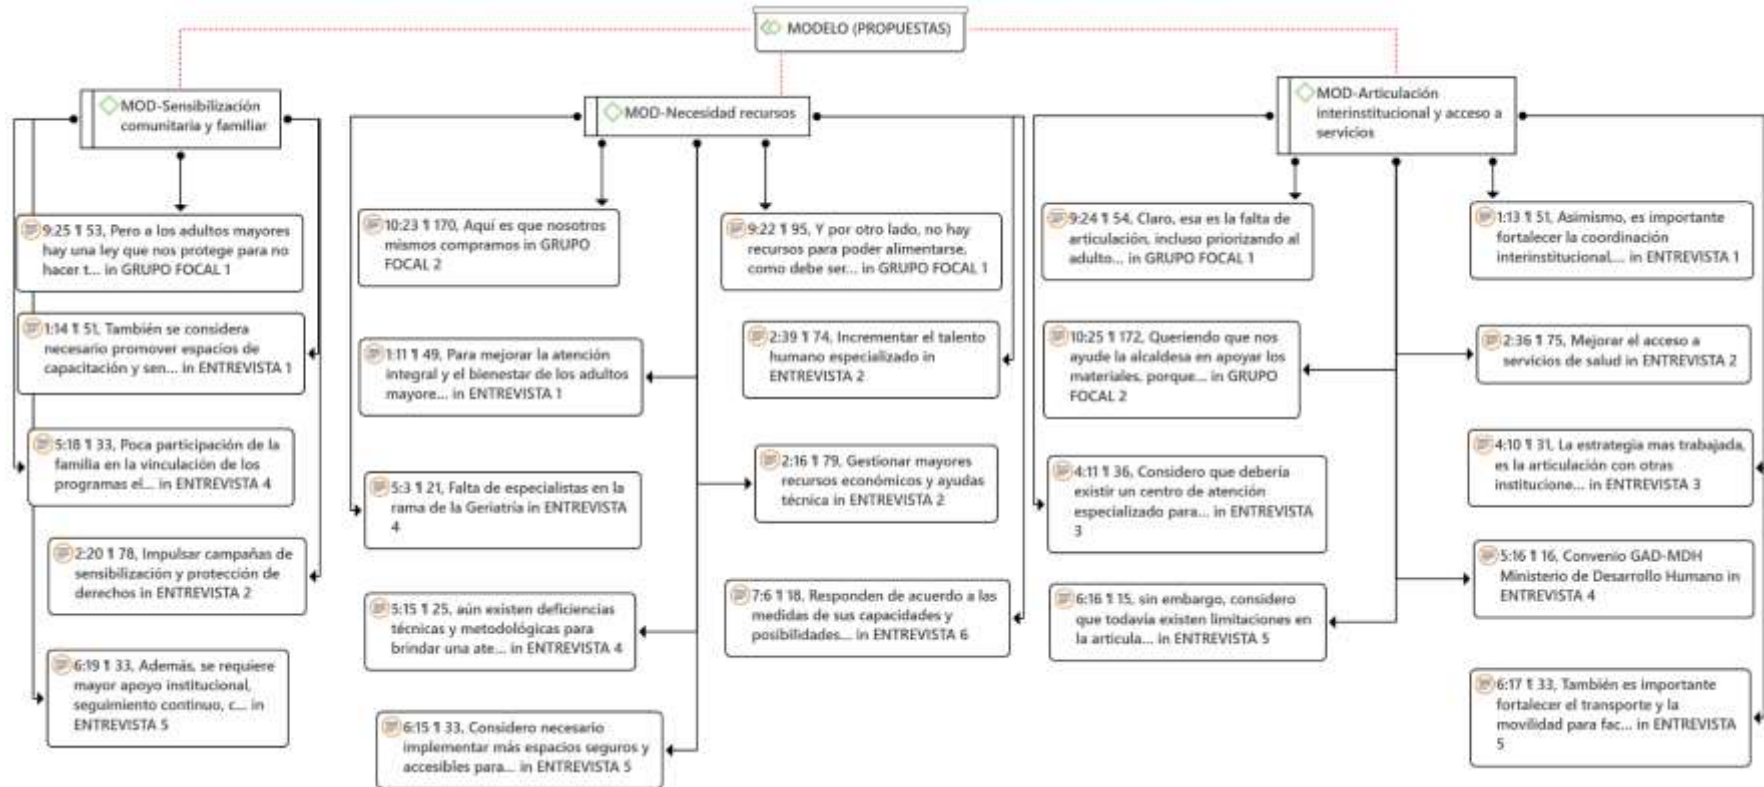 MODELO (PROPUESTAS)
MOD-Sensibilización
comunitaria y familiar
9:25 ¶ 53, Pero a los adultos mayores
hay una ley que nos protege para no
hacer t... in GRUPO FOCAL 1
1:14 ¶ 51, También se considera
necesario promover espacios de
capacitación y sen... in ENTREVISTA 1
5:18 ¶ 33, Poca participación de la
familia en la vinculación de los
programas el... in ENTREVISTA 4
2:20 ¶ 78, Impulsar campañas de
sensibilización y protección de
derechos in ENTREVISTA 2
6:19 ¶ 33, Además, se requiere
mayor apoyo institucional,
seguimiento continuo, c... in
ENTREVISTA 5
MOD-Necesidad recursos
10:23 ¶ 170, Aquí es que nosotros
mismos compramos in GRUPO
FOCAL 2
1:11 ¶ 49, Para mejorar la atención
integral y el bienestar de los adultos
mayore... in ENTREVISTA 1
5:3 ¶ 21, Falta de especialistas en la
rama de la Geriatría in ENTREVISTA
4
5:15 ¶ 25, aún existen deficiencias
técnicas y metodológicas para
brindar una ate... in ENTREVISTA 4
6:15 ¶ 33, Considero necesario
implementar más espacios seguros y
accesibles para... in ENTREVISTA 5
9:22 ¶ 95, Y por otro lado, no hay
recursos para poder alimentarse,
como debe ser... in GRUPO FOCAL 1
2:39 ¶ 74, Incrementar el talento
humano especializado in
ENTREVISTA 2
2:16 ¶ 79, Gestionar mayores
recursos económicos y ayudas
técnica in ENTREVISTA 2
7:6 ¶ 18, Responden de acuerdo a las
medidas de sus capacidades y
posibilidades... in ENTREVISTA 6
MOD-Articulación
interinstitucional y acceso a
servicios
9:24 ¶ 54, Claro, esa es la falta de
articulación, incluso priorizando al
adulto... in GRUPO FOCAL 1
10:25 ¶ 172, Queriendo que nos
ayude la alcaldesa en apoyar los
materiales, porque... in GRUPO
FOCAL 2
4:11 ¶ 36, Considero que debería
existir un centro de atención
especializado para... in ENTREVISTA
3
6:16 ¶ 15, sin embargo, considero
que todavía existen limitaciones en
la articula... in ENTREVISTA 5
1:13 ¶ 51, Asimismo, es importante
fortalecer la coordinación
interinstitucional,... in ENTREVISTA 1
2:36 ¶ 75, Mejorar el acceso a
servicios de salud in ENTREVISTA 2
4:10 ¶ 31, La estrategia mas trabajada,
es la articulación con otras
institucione... in ENTREVISTA 3
5:16 ¶ 16, Convenio GAD-MDH
Ministerio de Desarrollo Humano in
ENTREVISTA 4
6:17 ¶ 33, También es importante
fortalecer el transporte y la
movilidad para fac... in ENTREVISTA
5